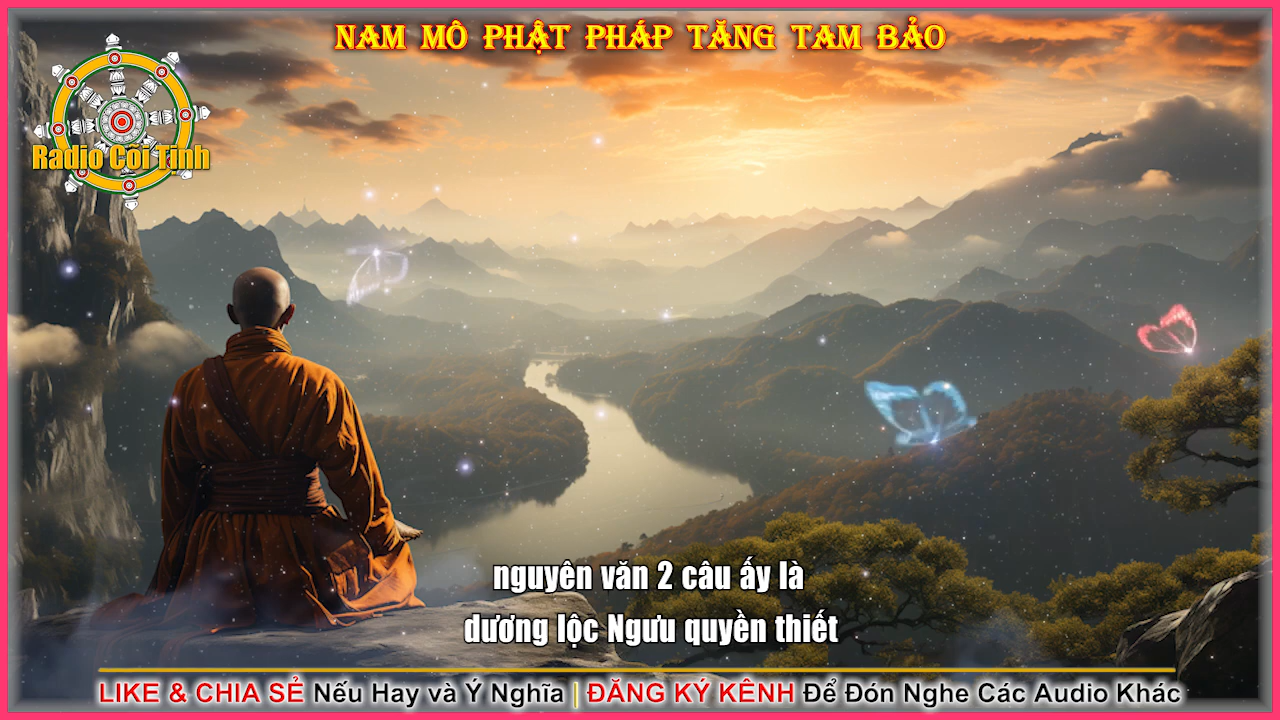 NAM MÔ PHẬT PHÁP TĂNG TAM BẢO
Radio Cõi Tịnh
nguyên văn 2 câu ấy là
dương lộc Ngưu quyền thiết
LIKE & CHIA SẺ Nếu Hay và Ý Nghĩa | ĐĂNG KÝ KÊNH Để Đón Nghe Các Audio Khác